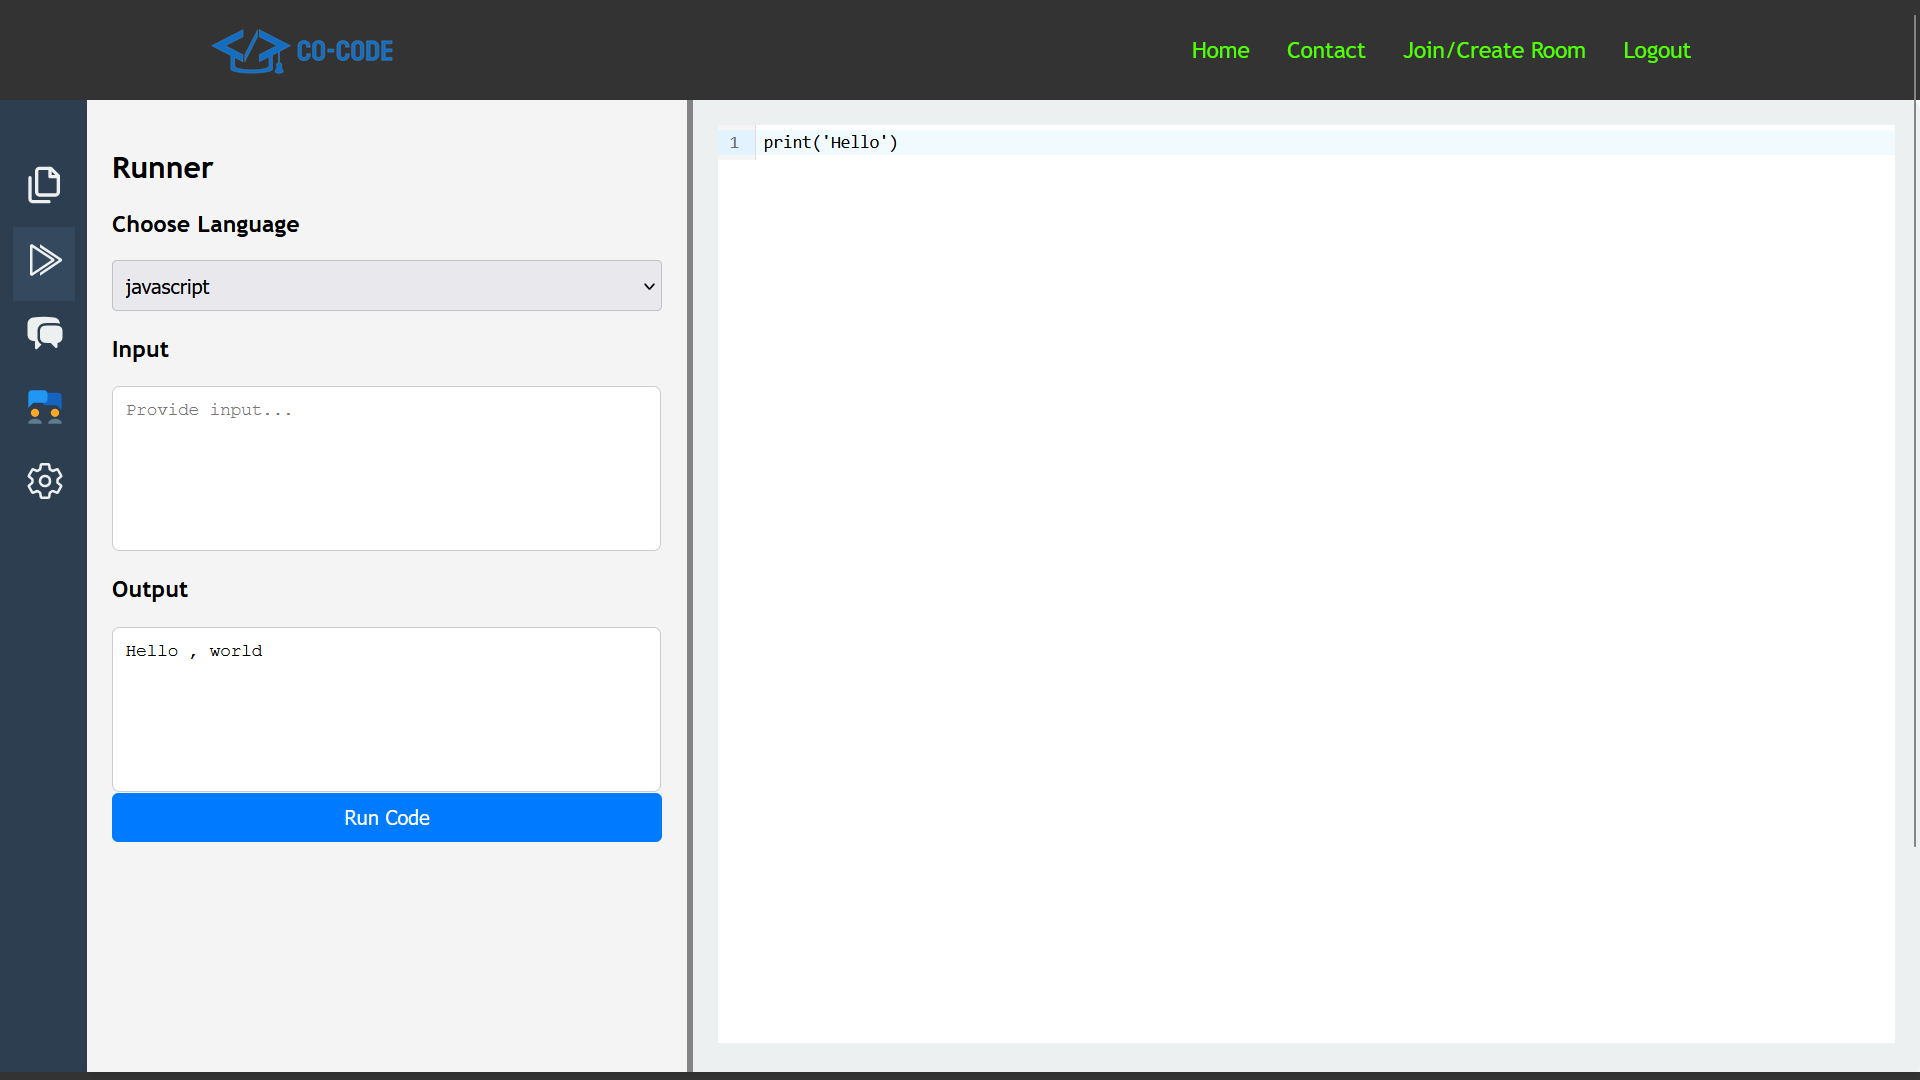 CO-CODE
Home Contact Join/Create Room Logout
Runner
Choose Language
javascript
Input
Provide input...
Output
Hello , world
Run Code
1 print('Hello')